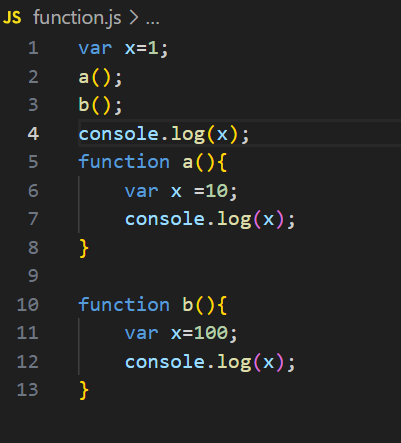 JS function.js > ...
1 var x=1;
2 a();
3 b();
4 console.log(x);
5 function a(){
6     var x =10;
7     console.log(x);
8 }
9
10 function b(){
11     var x=100;
12     console.log(x);
13 }